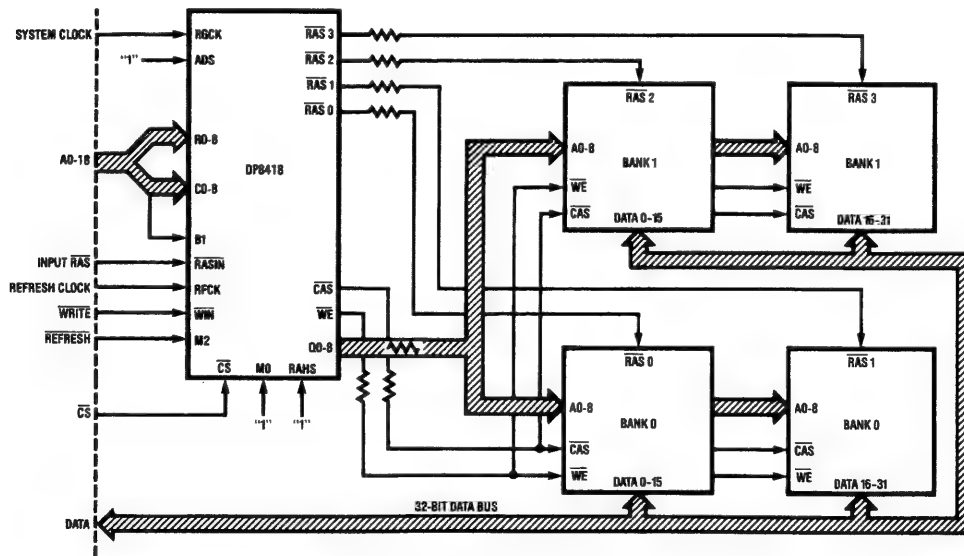 SYSTEM CLOCK
"1"
A0-18
INPUT RAS
REFRESH CLOCK
WRITE
REFRESH
CS
DATA
RGCK
ADS
R0-8
C0-8
B1
RASIN
RFCK
WIN
M2
DP8418
RAS 3
RAS 2
RAS 1
RAS 0
CAS
WE
Q0-8
CS M0 RAHS
"1" "1"
RAS 2
A0-8
BANK 1
WE
CAS
DATA 0-15
RAS 3
A0-8
BANK 1
WE
CAS
DATA 16-31
RAS 0
A0-8
BANK 0
CAS
WE
DATA 0-15
RAS 1
A0-8
BANK 0
CAS
WE
DATA 16-31
32-BIT DATA BUS